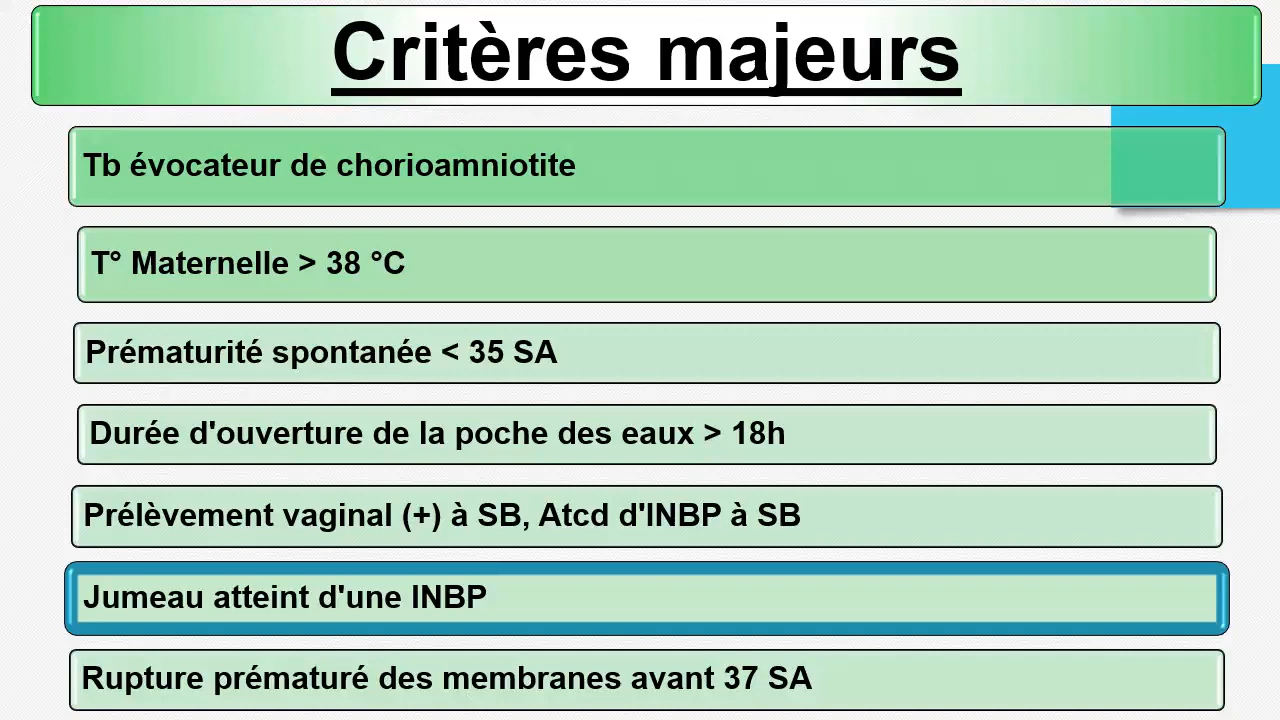 Critères majeurs
Tb évocateur de chorioamniotite
T° Maternelle > 38 °C
Prématurité spontanée < 35 SA
Durée d'ouverture de la poche des eaux > 18h
Prélèvement vaginal (+) à SB, Atcd d'INBP à SB
Jumeau atteint d'une INBP
Rupture prématuré des membranes avant 37 SA